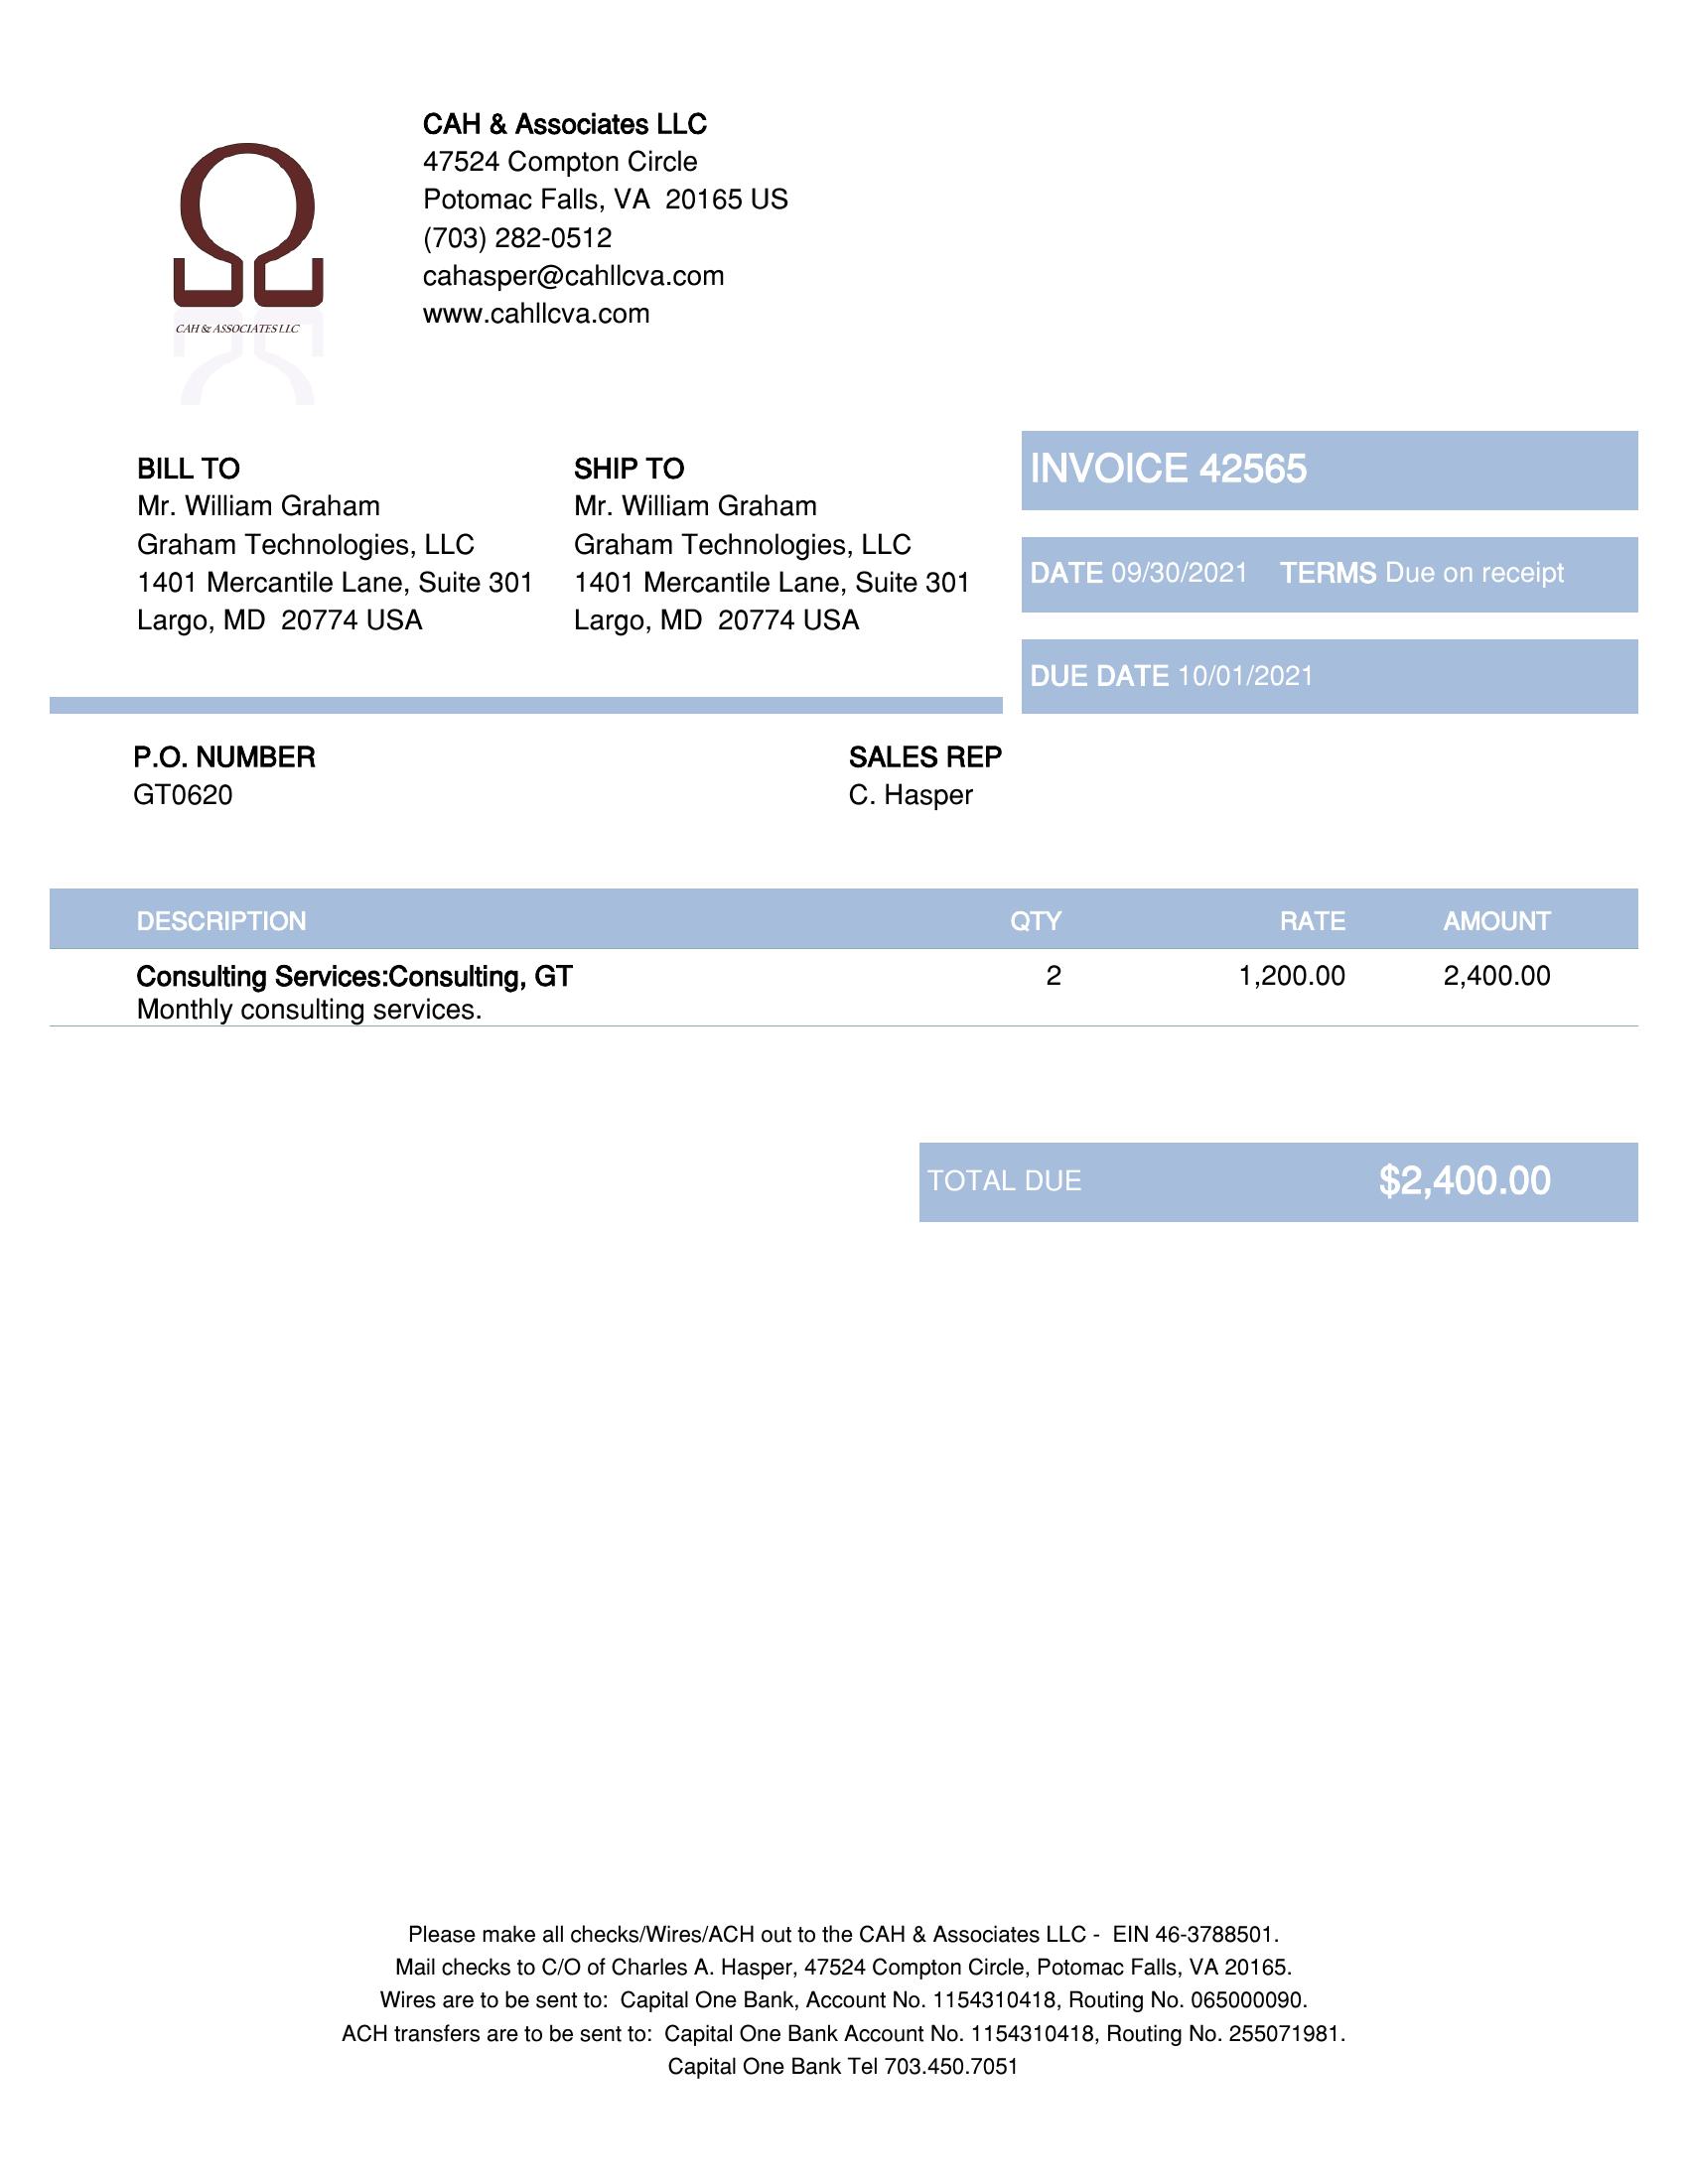 CAH & Associates LLC
47524 Compton Circle
Potomac Falls, VA  20165 US
(703) 282-0512
cahasper@cahllcva.com
www.cahllcva.com
CAH & ASSOCIATES LLC
BILL TO
Mr. William Graham
Graham Technologies, LLC
1401 Mercantile Lane, Suite 301
Largo, MD  20774 USA
SHIP TO
Mr. William Graham
Graham Technologies, LLC
1401 Mercantile Lane, Suite 301
Largo, MD  20774 USA
INVOICE 42565
DATE 09/30/2021 TERMS Due on receipt
DUE DATE 10/01/2021
P.O. NUMBER
GT0620
SALES REP
C. Hasper
DESCRIPTION QTY RATE AMOUNT
Consulting Services:Consulting, GT 2 1,200.00 2,400.00
Monthly consulting services.
TOTAL DUE $2,400.00
Please make all checks/Wires/ACH out to the CAH & Associates LLC -  EIN 46-3788501.
Mail checks to C/O of Charles A. Hasper, 47524 Compton Circle, Potomac Falls, VA 20165.
Wires are to be sent to:  Capital One Bank, Account No. 1154310418, Routing No. 065000090.
ACH transfers are to be sent to:  Capital One Bank Account No. 1154310418, Routing No. 255071981.
Capital One Bank Tel 703.450.7051